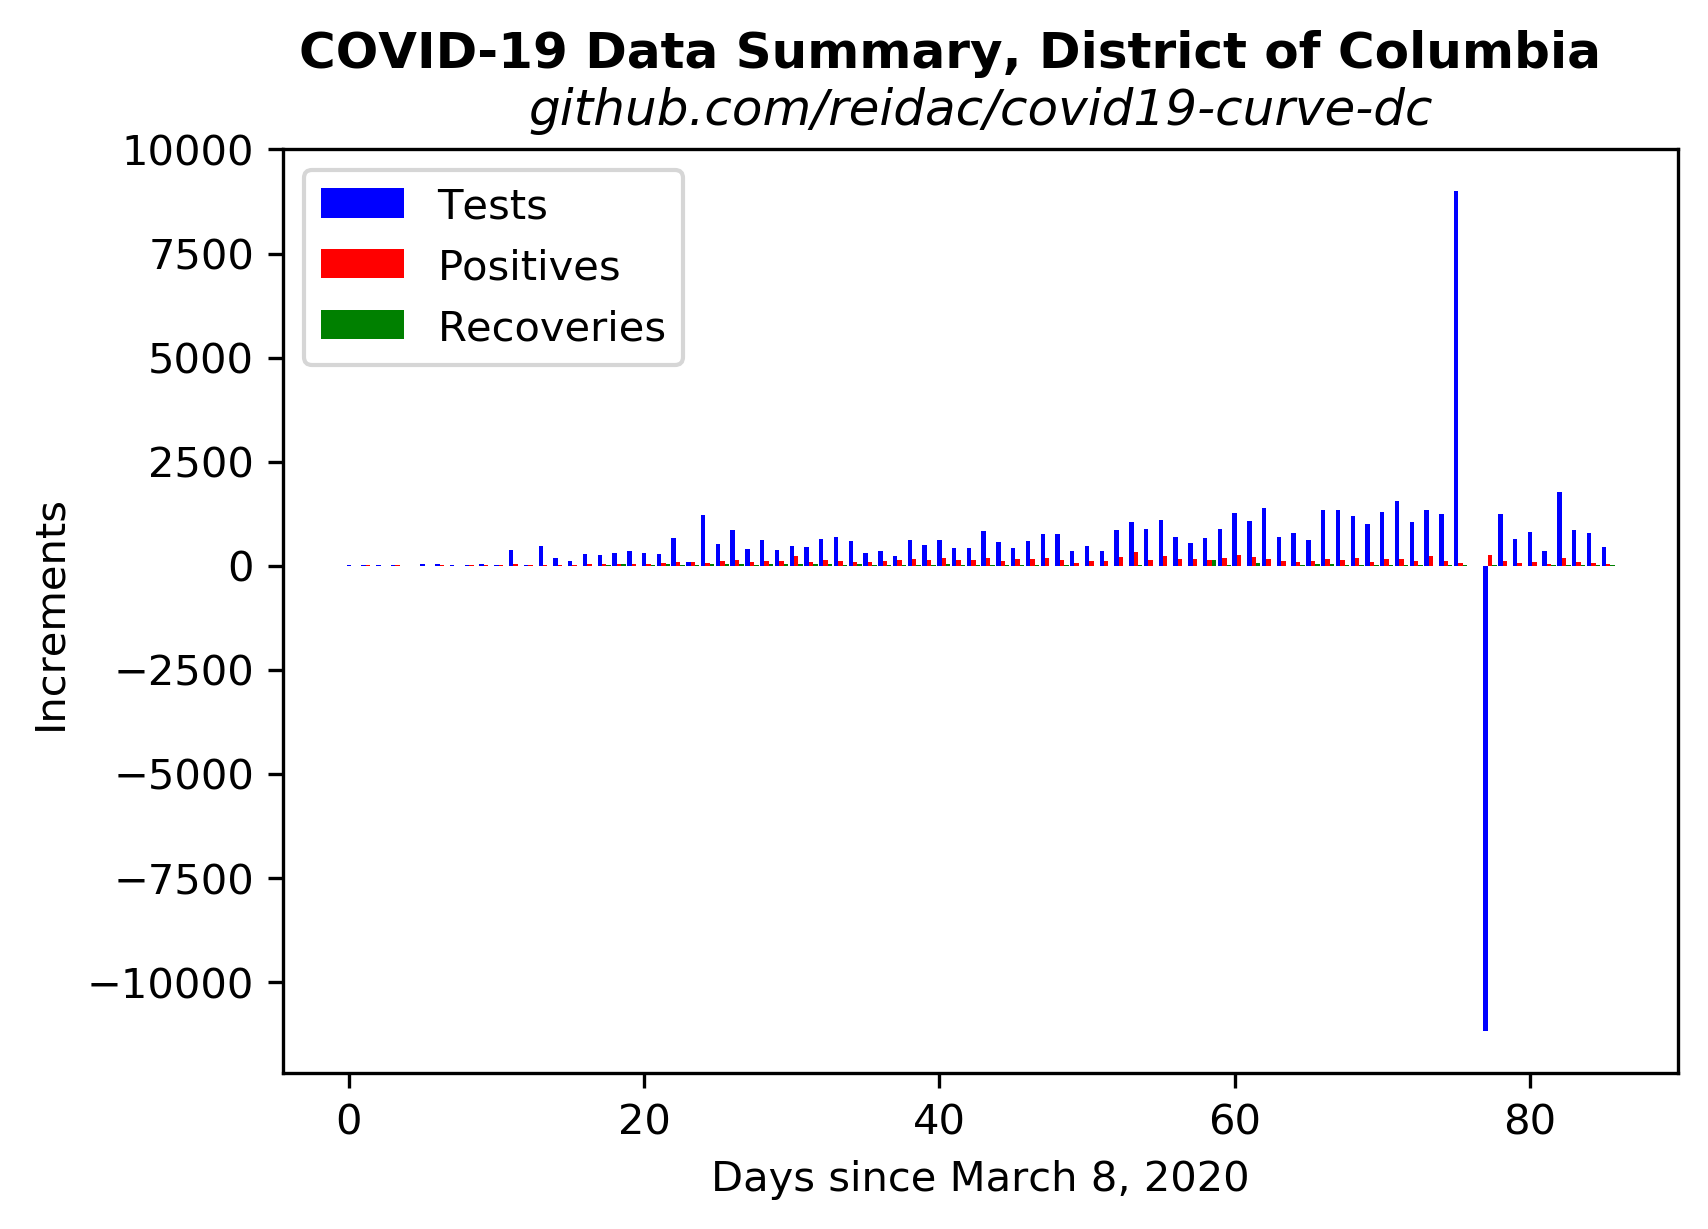 COVID-19 Data Summary, District of Columbia
github.com/reidac/covid19-curve-dc
10000
7500
5000
2500
0
−2500
−5000
−7500
−10000
Increments
Tests
Positives
Recoveries
0 20 40 60 80
Days since March 8, 2020